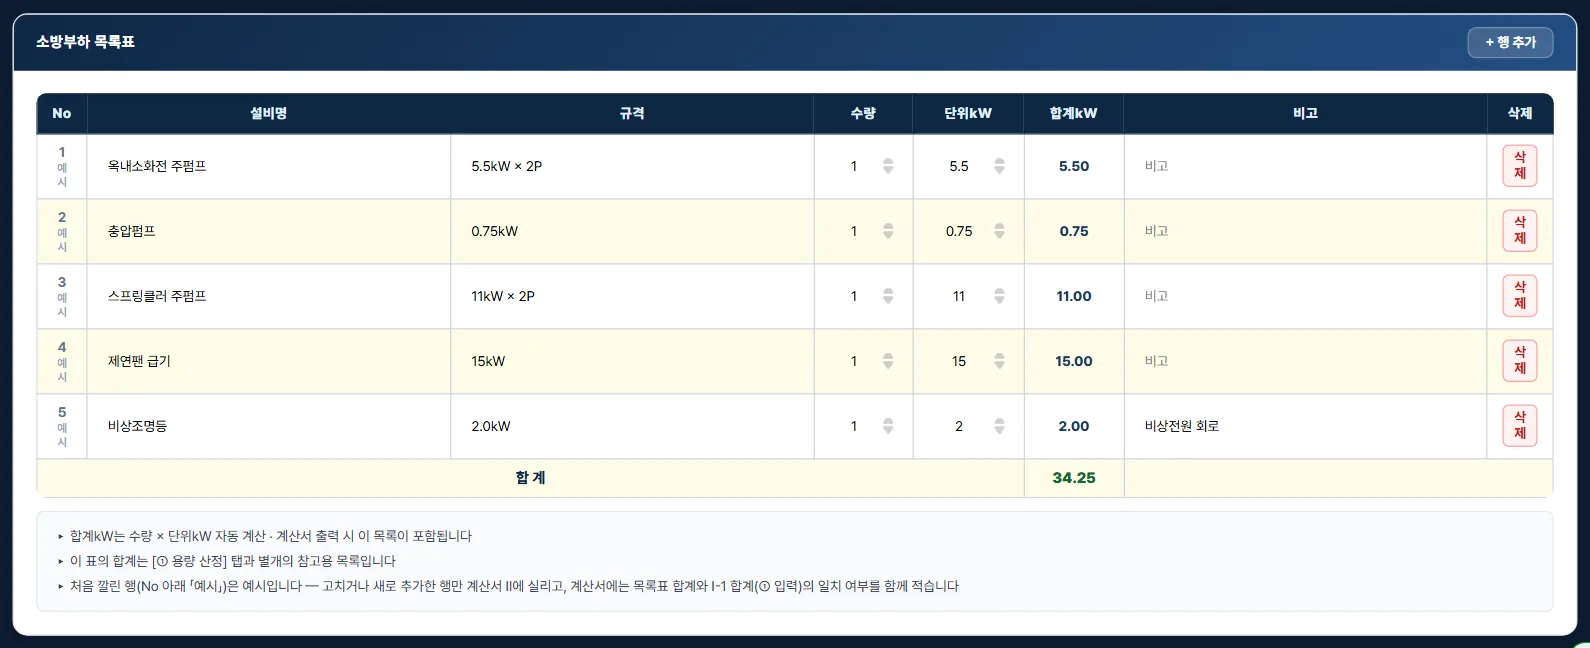 소방부하 목록표
+ 행 추가
No 설비명 규격 수량 단위kW 합계kW 비고 삭제
1 예시 옥내소화전 주펌프 5.5kW × 2P 1 5.5 5.50 비고 삭제
2 예시 충압펌프 0.75kW 1 0.75 0.75 비고 삭제
3 예시 스프링클러 주펌프 11kW × 2P 1 11 11.00 비고 삭제
4 예시 제연팬 급기 15kW 1 15 15.00 비고 삭제
5 예시 비상조명등 2.0kW 1 2 2.00 비상전원 회로 삭제
합 계 34.25
▸ 합계kW는 수량 × 단위kW 자동 계산 · 계산서 출력 시 이 목록이 포함됩니다
▸ 이 표의 합계는 [① 용량 산정] 탭과 별개의 참고용 목록입니다
▸ 처음 깔린 행(No 아래 「예시」)은 예시입니다 — 고치거나 새로 추가한 행만 계산서 II에 실리고, 계산서에는 목록표 합계와 I-1 합계(① 입력)의 일치 여부를 함께 적습니다